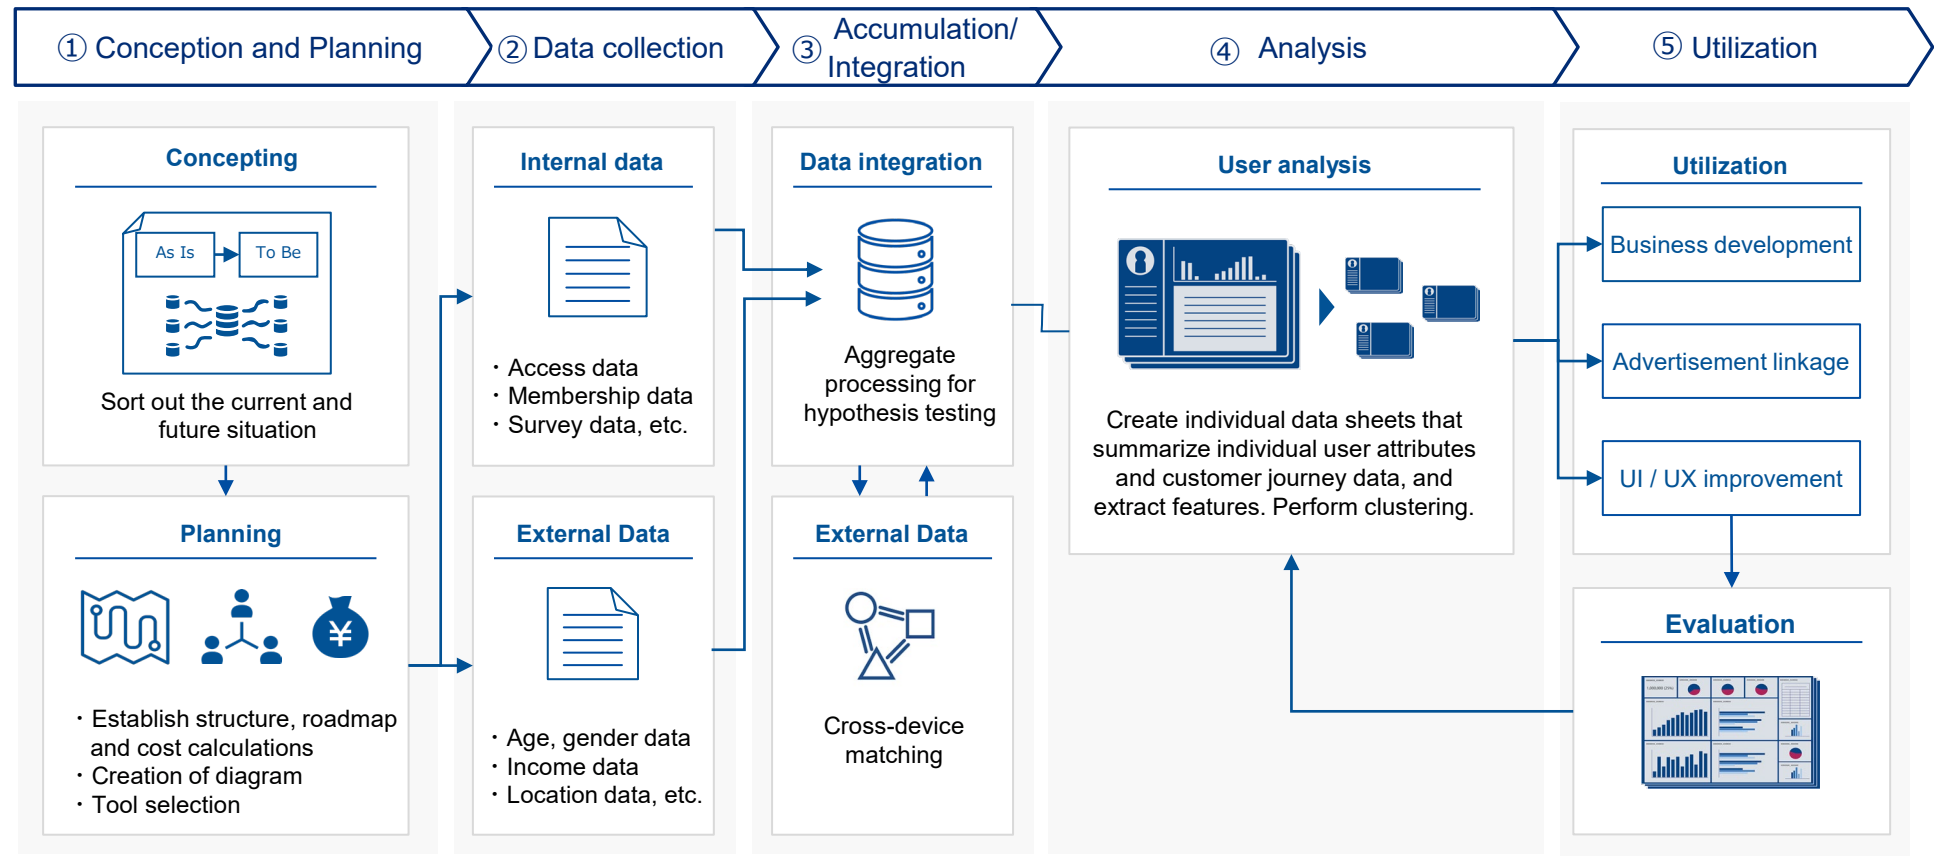 ① Conception and Planning
② Data collection
③ Accumulation/
Integration
④ Analysis
⑤ Utilization
Concepting
As Is
To Be
Sort out the current and
future situation
Planning
¥
・Establish structure, roadmap
and cost calculations
・Creation of diagram
・Tool selection
Internal data
・Access data
・Membership data
・Survey data, etc.
External Data
・Age, gender data
・Income data
・Location data, etc.
Data integration
Aggregate
processing for
hypothesis testing
External Data
Cross-device
matching
User analysis
Create individual data sheets that
summarize individual user attributes
and customer journey data, and
extract features. Perform clustering.
Utilization
Business development
Advertisement linkage
UI / UX improvement
Evaluation